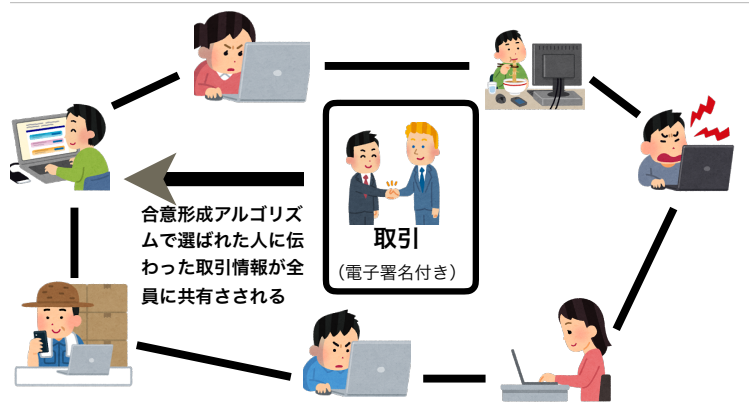 取引
（電子署名付き）
合意形成アルゴリズ
ムで選ばれた人に伝
わった取引情報が全
員に共有さされる